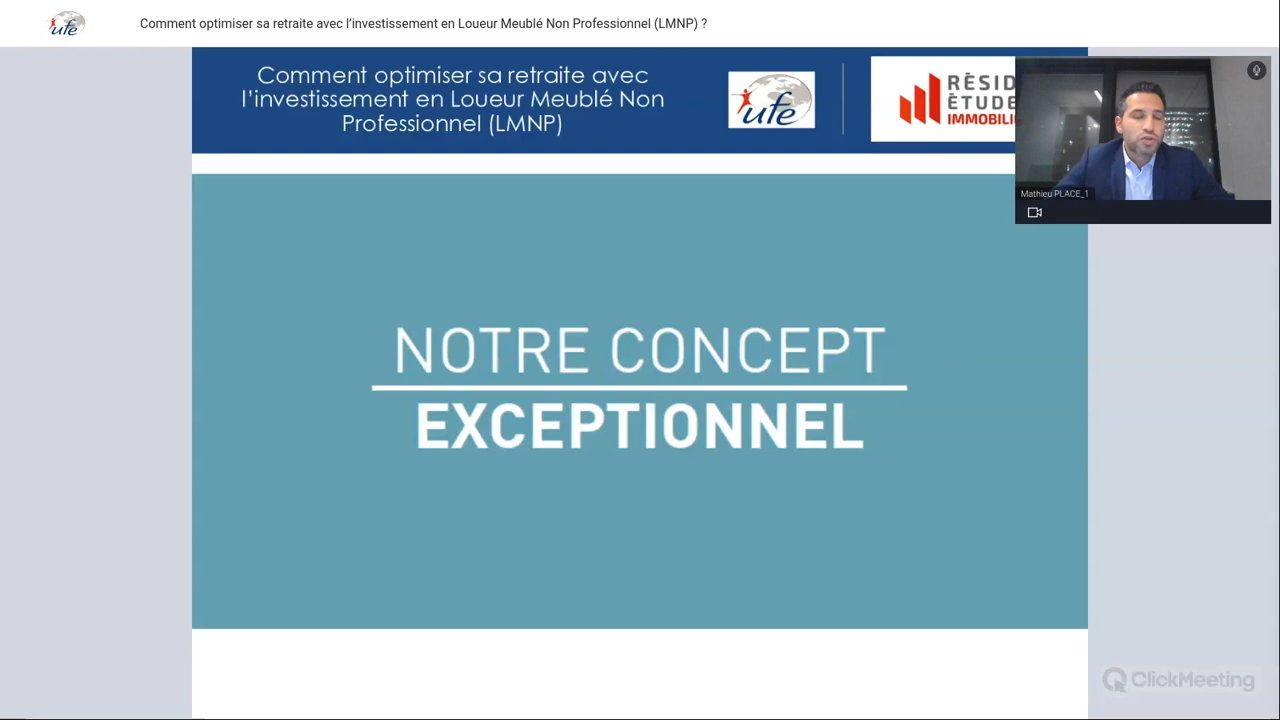 ufe
Comment optimiser sa retraite avec l’investissement en Loueur Meublé Non Professionnel (LMNP) ?
Comment optimiser sa retraite avec
l’investissement en Loueur Meublé Non
Professionnel (LMNP)
ufe
RÉSID
ÉTUDE
IMMOBILI
Mathieu PLACE_1
NOTRE CONCEPT
EXCEPTIONNEL
ClickMeeting